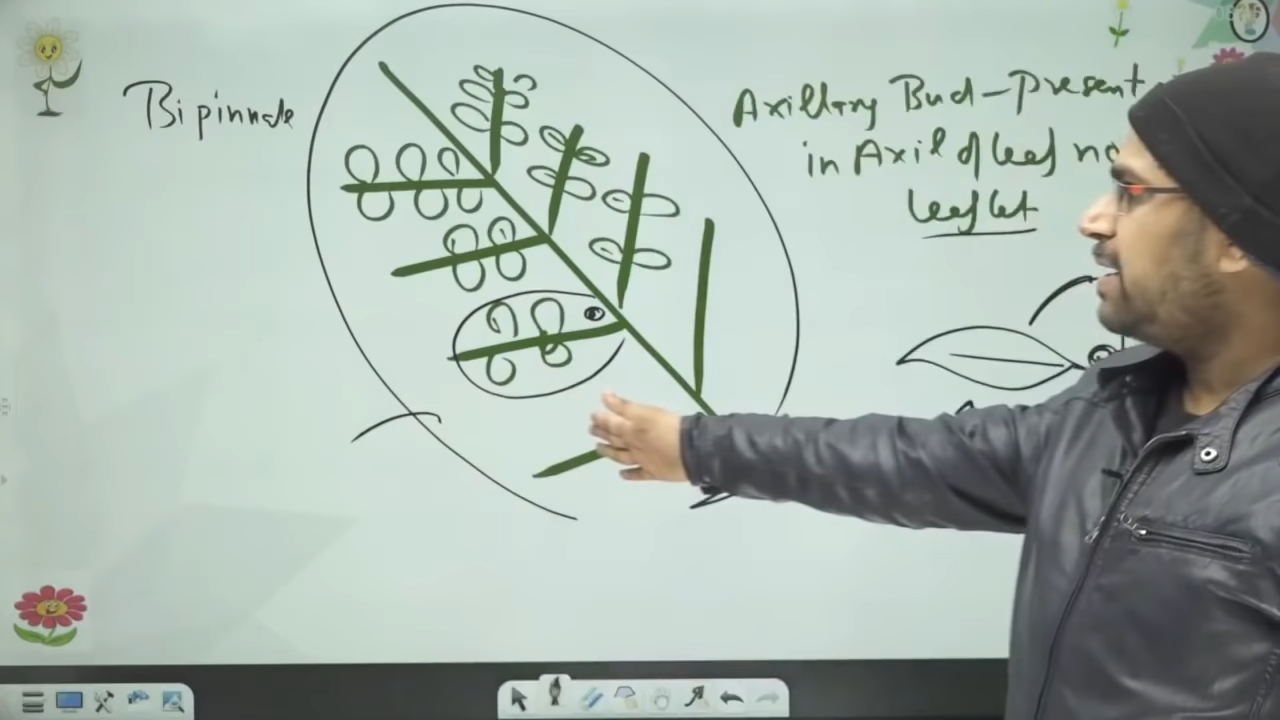 Bipinnate
Axillary Bud - Present
in Axil of leaf
leaflet